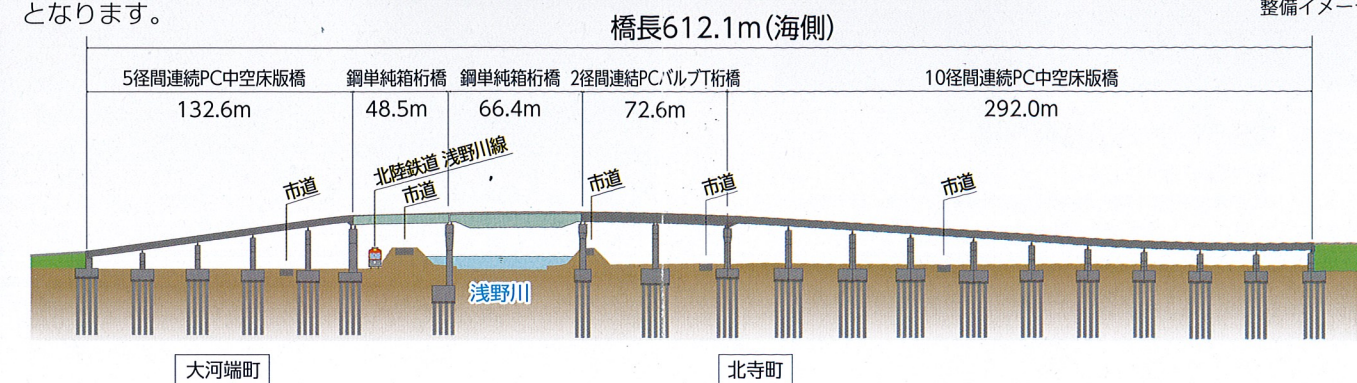 となります。
整備イメー
橋長612.1m(海側)
5径間連続PC中空床版橋 鋼単純箱桁橋 鋼単純箱桁橋 2径間連結PCバルブT桁橋 10径間連続PC中空床版橋
132.6m 48.5m 66.4m 72.6m 292.0m
北陸鉄道 浅野川線
市道 市道 市道 市道 市道
浅野川
大河端町 北寺町